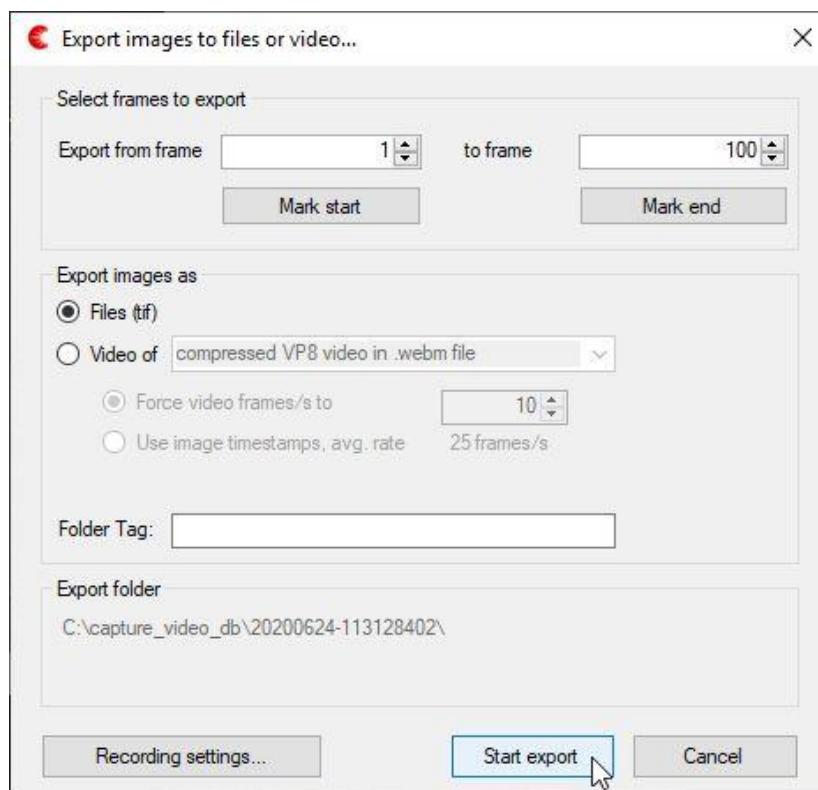 Export images to files or video...
Select frames to export
Export from frame 1 to frame 100
Mark start Mark end
Export images as
Files (tif)
Video of compressed VP8 video in .webm file
Force video frames/s to 10
Use image timestamps, avg. rate 25 frames/s
Folder Tag:
Export folder
C:\capture_video_db\20200624-113128402\
Recording settings... Start export Cancel